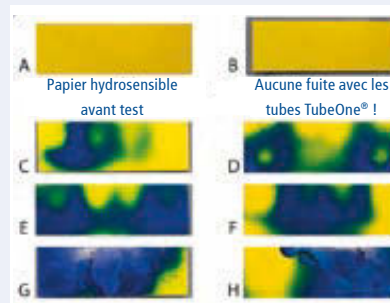 A
B
Papier hydrosensible
avant test
Aucune fuite avec les
tubes TubeOne® !
C
D
E
F
G
H